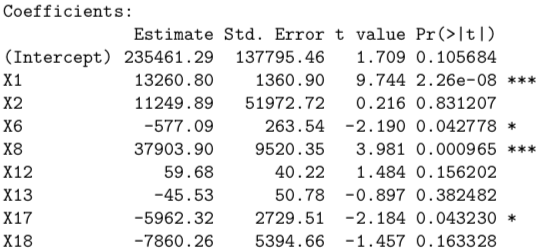 Coefficients:
Estimate Std. Error t value Pr(>|t|)
(Intercept) 235461.29 137795.46 1.709 0.105684
X1 13260.80 1360.90 9.744 2.26e-08 ***
X2 11249.89 51972.72 0.216 0.831207
X6 -577.09 263.54 -2.190 0.042778 *
X8 37903.90 9520.35 3.981 0.000965 ***
X12 59.68 40.22 1.484 0.156202
X13 -45.53 50.78 -0.897 0.382482
X17 -5962.32 2729.51 -2.184 0.043230 *
X18 -7860.26 5394.66 -1.457 0.163328